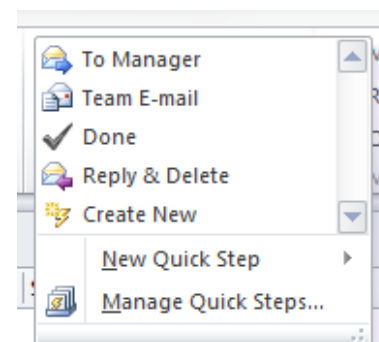 To Manager
Team E-mail
Done
Reply & Delete
Create New
New Quick Step
Manage Quick Steps...